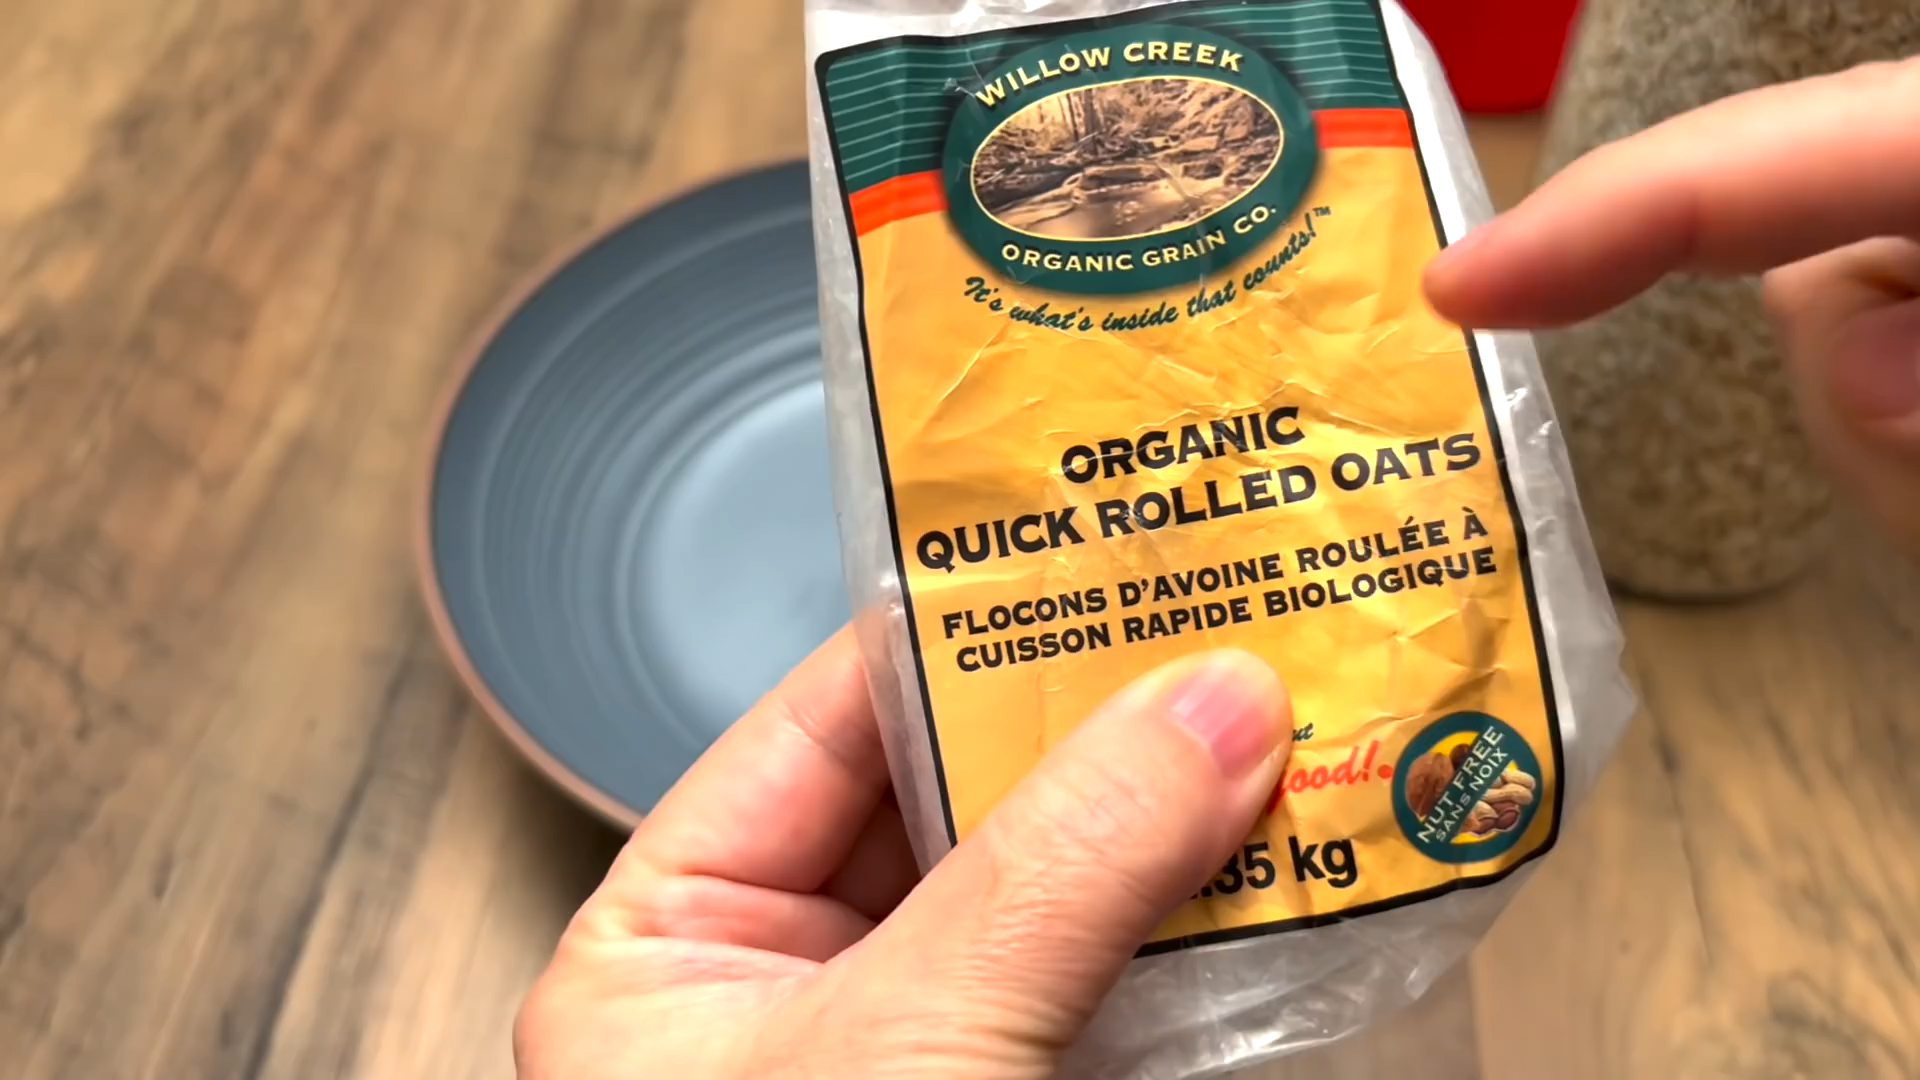 WILLOW CREEK
ORGANIC GRAIN CO.
It's what's inside that counts!™
ORGANIC
QUICK ROLLED OATS
FLOCONS D'AVOINE ROULÉE À
CUISSON RAPIDE BIOLOGIQUE
NUT FREE
SANS NOIX
kg